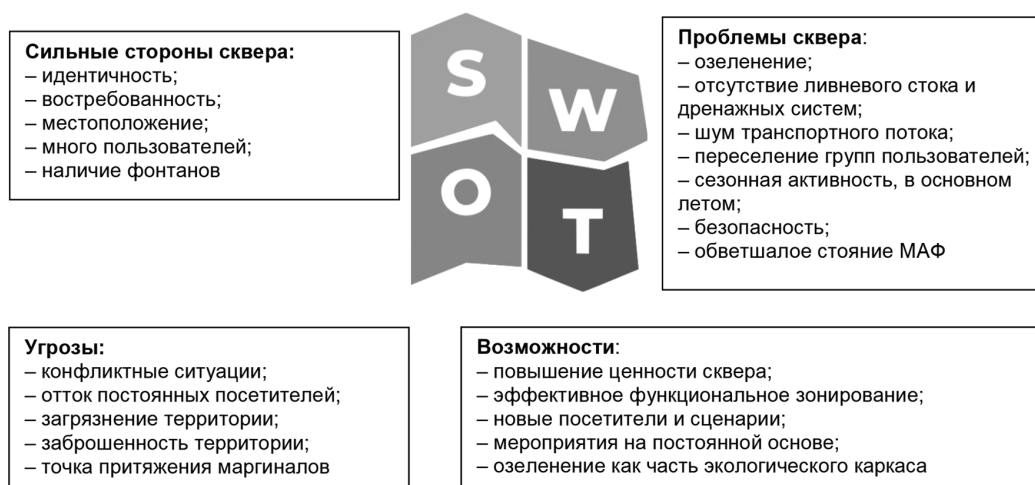 Сильные стороны сквера:
– идентичность;
– востребованность;
– местоположение;
– много пользователей;
– наличие фонтанов
S
W
O
T
Проблемы сквера:
– озеленение;
– отсутствие ливневого стока и
дренажных систем;
– шум транспортного потока;
– переселение групп пользователей;
– сезонная активность, в основном
летом;
– безопасность;
– обветшалое стояние МАФ
Угрозы:
– конфликтные ситуации;
– отток постоянных посетителей;
– загрязнение территории;
– заброшенность территории;
– точка притяжения маргиналов
Возможности:
– повышение ценности сквера;
– эффективное функциональное зонирование;
– новые посетители и сценарии;
– мероприятия на постоянной основе;
– озеленение как часть экологического каркаса